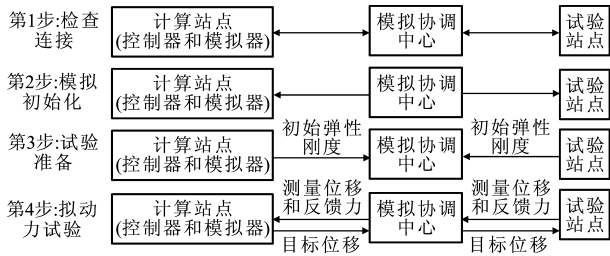 第1步:检查
连接
计算站点
(控制器和模拟器)
模拟协调
中心
试验
站点
第2步:模拟
初始化
计算站点
(控制器和模拟器)
模拟协调
中心
试验
站点
第3步:试验
准备
计算站点
(控制器和模拟器)
初始弹性
刚度
模拟协调
中心
初始弹性
刚度
试验
站点
第4步:拟动
力试验
计算站点
(控制器和模拟器)
测量位移
和反馈力
目标位移
模拟协调
中心
测量位移
和反馈力
目标位移
试验
站点